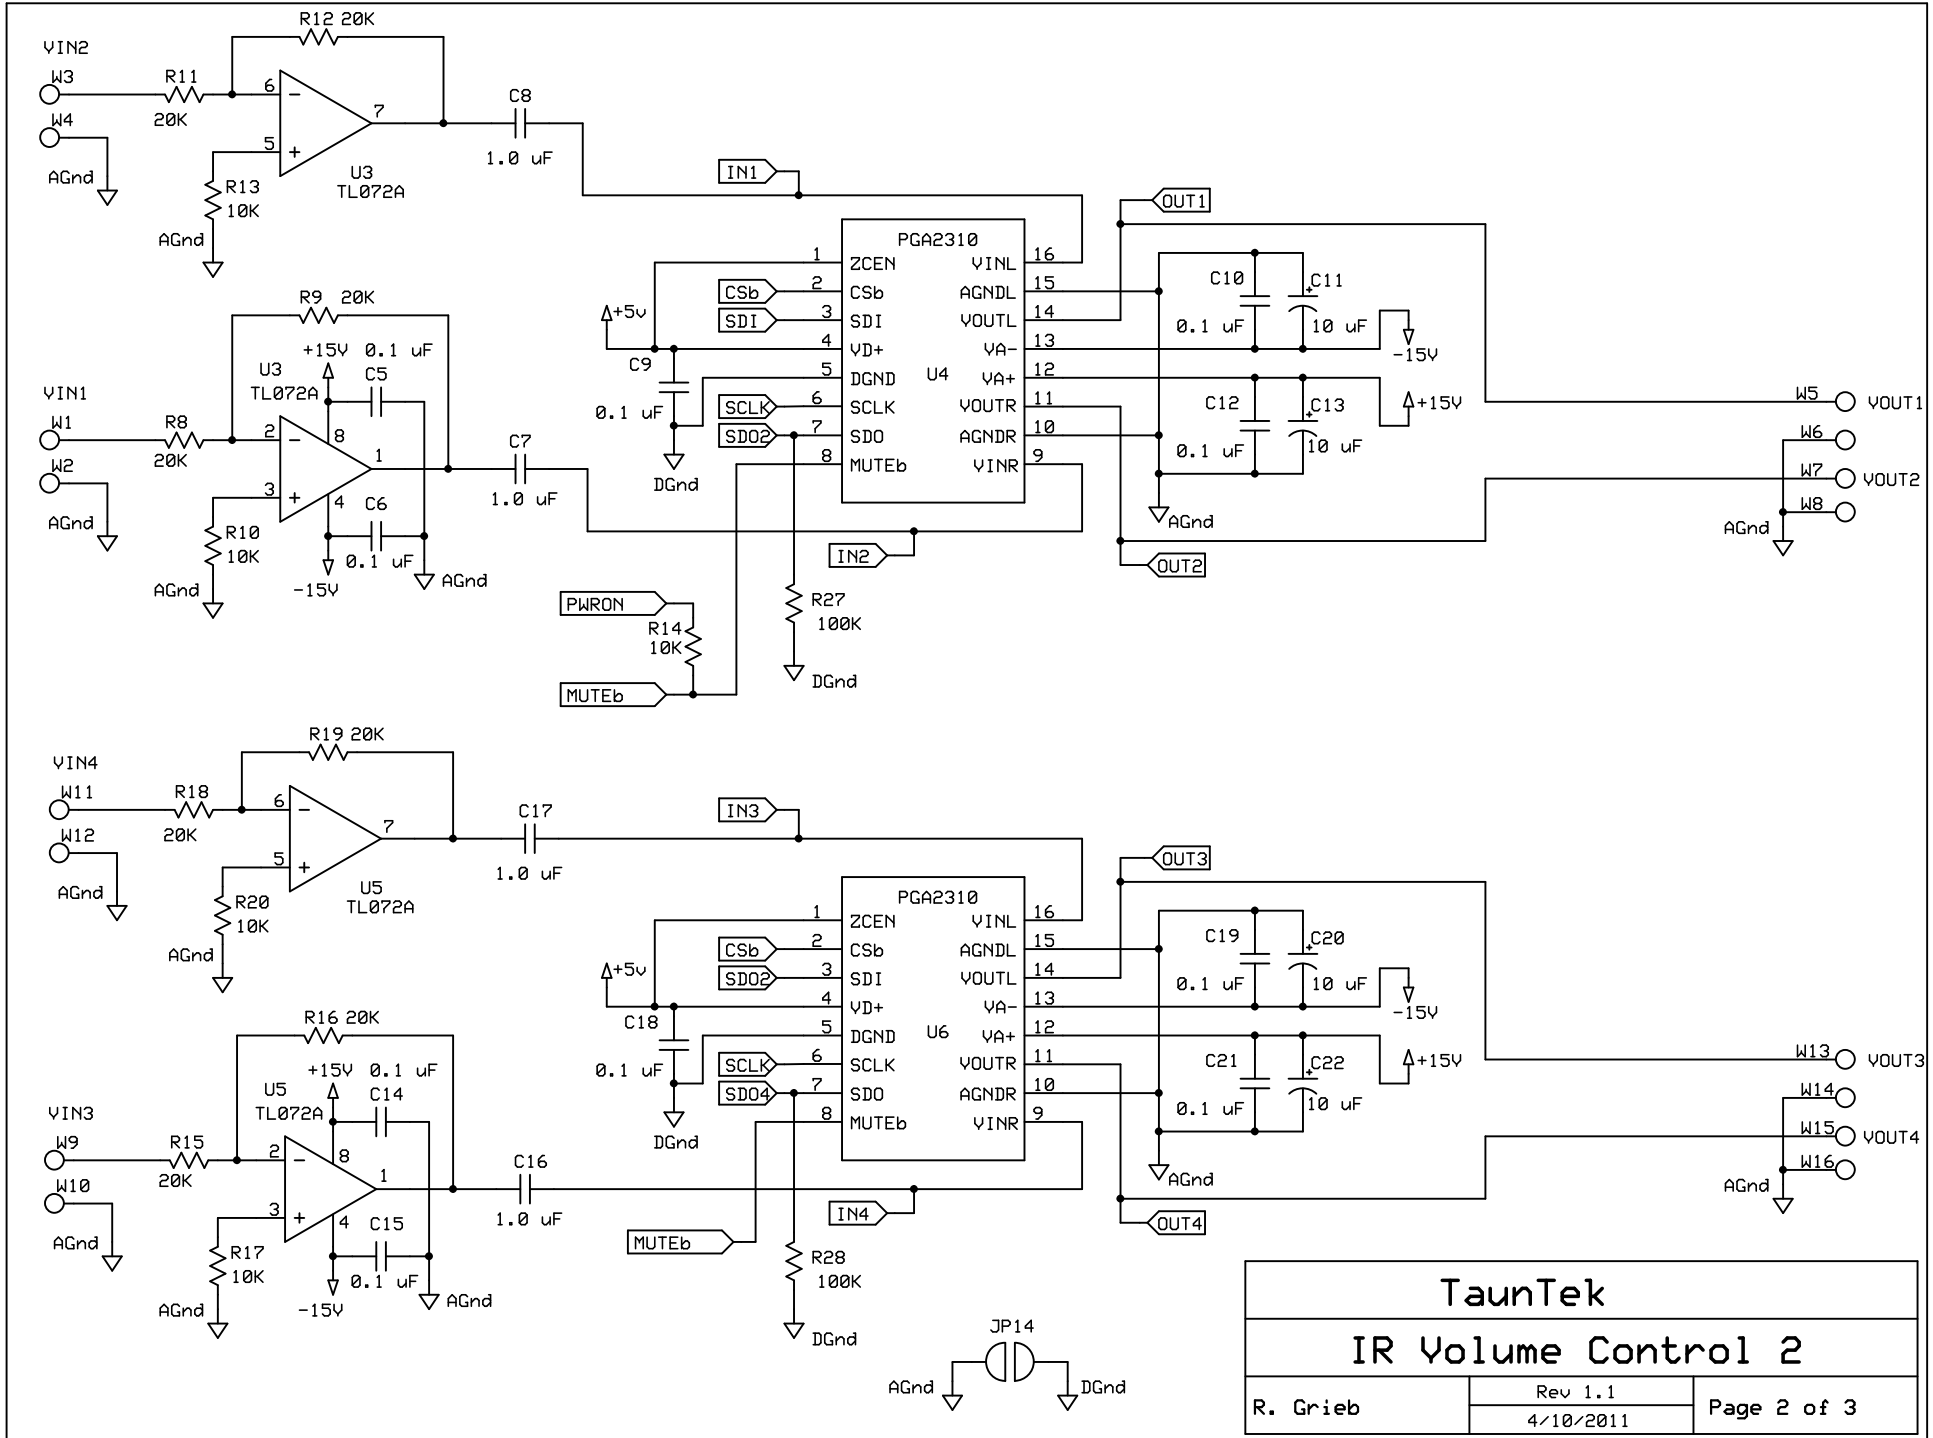 R12 20K
VIN2
W3
R11
20K
6
7
5
W4
AGnd
R13
10K
AGnd
U3
TL072A
C8
1.0 uF
IN1
R9 20K
+15V 0.1 uF
U3
TL072A
C5
VIN1
W1
R8
20K
2
8
1
3
4
W2
AGnd
R10
10K
AGnd
C6
0.1 uF
-15V
AGnd
C7
1.0 uF
+5v
C9
0.1 uF
DGnd
CSb
SDI
SCLK
SDO2
PGA2310
U4
1 ZCEN
2 CSb
3 SDI
4 VD+
5 DGND
6 SCLK
7 SDO
8 MUTEb
VINL 16
AGNDL 15
VOUTL 14
VA- 13
VA+ 12
VOUTR 11
AGNDR 10
VINR 9
IN2
PWRON
R14
10K
MUTEb
R27
100K
DGnd
OUT1
C10
0.1 uF
C11
10 uF
-15V
C12
0.1 uF
C13
10 uF
+15V
AGnd
OUT2
W5 VOUT1
W6
W7 VOUT2
W8
AGnd
R19 20K
VIN4
W11
R18
20K
6
7
5
W12
AGnd
R20
10K
AGnd
U5
TL072A
C17
1.0 uF
IN3
R16 20K
+15V 0.1 uF
U5
TL072A
C14
VIN3
W9
R15
20K
2
8
1
3
4
W10
AGnd
R17
10K
AGnd
C15
0.1 uF
-15V
AGnd
C16
1.0 uF
+5v
C18
0.1 uF
DGnd
CSb
SDO2
SCLK
SDO4
PGA2310
U6
1 ZCEN
2 CSb
3 SDI
4 VD+
5 DGND
6 SCLK
7 SDO
8 MUTEb
VINL 16
AGNDL 15
VOUTL 14
VA- 13
VA+ 12
VOUTR 11
AGNDR 10
VINR 9
IN4
MUTEb
R28
100K
DGnd
OUT3
C19
0.1 uF
C20
10 uF
-15V
C21
0.1 uF
C22
10 uF
+15V
AGnd
OUT4
W13 VOUT3
W14
W15 VOUT4
W16
AGnd
JP14
AGnd
DGnd
TaunTek
IR Volume Control 2
R. Grieb
Rev 1.1
4/10/2011
Page 2 of 3